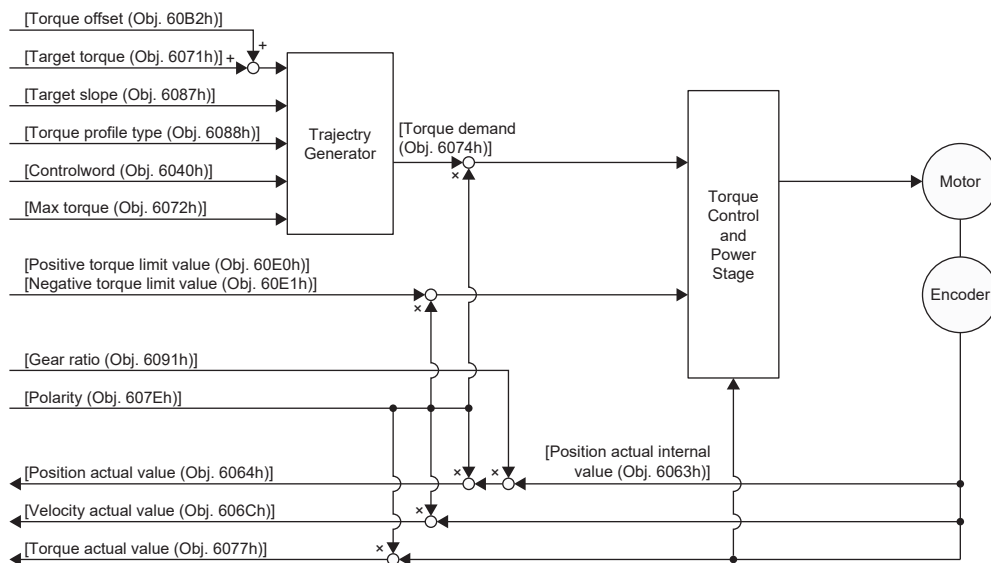 [Torque offset (Obj. 60B2h)]
+
[Target torque (Obj. 6071h)]
+
[Target slope (Obj. 6087h)]
[Torque profile type (Obj. 6088h)]
[Controlword (Obj. 6040h)]
[Max torque (Obj. 6072h)]
Trajectry
Generator
[Torque demand
(Obj. 6074h)]
×
Torque
Control
and
Power
Stage
Motor
Encoder
[Positive torque limit value (Obj. 60E0h)]
[Negative torque limit value (Obj. 60E1h)]
×
[Gear ratio (Obj. 6091h)]
[Polarity (Obj. 607Eh)]
[Position actual internal
value (Obj. 6063h)]
[Position actual value (Obj. 6064h)]
×
×
[Velocity actual value (Obj. 606Ch)]
×
[Torque actual value (Obj. 6077h)]
×